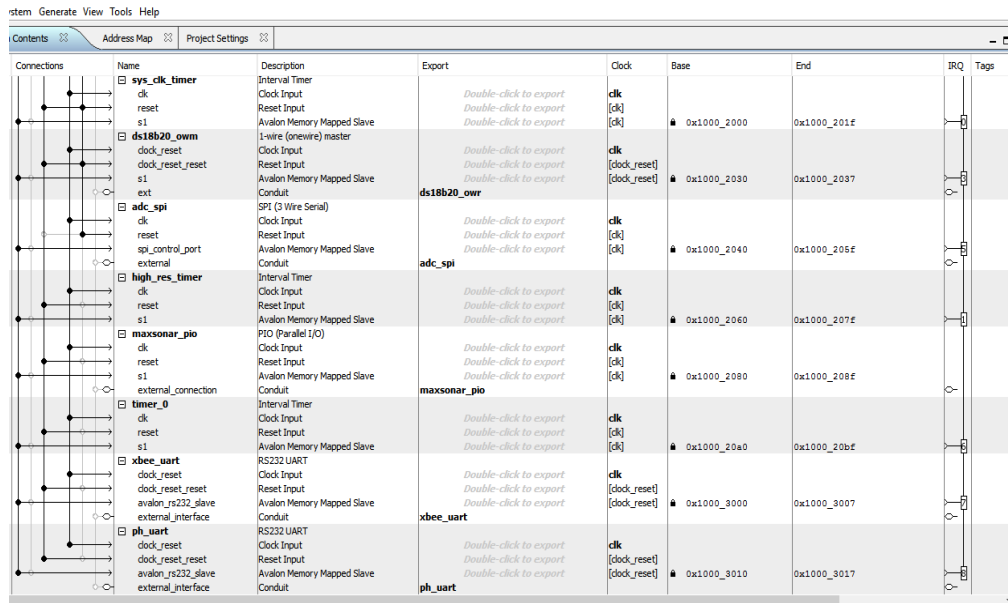 ystem Generate View Tools Help
Contents Address Map Project Settings
Connections Name Description Export Clock Base End IRQ Tags
sys_clk_timer Interval Timer
clk Clock Input Double-click to export clk
reset Reset Input Double-click to export [clk]
s1 Avalon Memory Mapped Slave Double-click to export [clk] 0x1000_2000 0x1000_201f 0
ds18b20_owm 1-wire (onewire) master
clock_reset Clock Input Double-click to export clk
clock_reset_reset Reset Input Double-click to export [clock_reset]
s1 Avalon Memory Mapped Slave Double-click to export [clock_reset] 0x1000_2030 0x1000_2037 3
ext Conduit ds18b20_owr
adc_spi SPI (3 Wire Serial)
clk Clock Input Double-click to export clk
reset Reset Input Double-click to export [clk]
spi_control_port Avalon Memory Mapped Slave Double-click to export [clk] 0x1000_2040 0x1000_205f 5
external Conduit adc_spi
high_res_timer Interval Timer
clk Clock Input Double-click to export clk
reset Reset Input Double-click to export [clk]
s1 Avalon Memory Mapped Slave Double-click to export [clk] 0x1000_2060 0x1000_207f 1
maxsonar_pio PIO (Parallel I/O)
clk Clock Input Double-click to export clk
reset Reset Input Double-click to export [clk]
s1 Avalon Memory Mapped Slave Double-click to export [clk] 0x1000_2080 0x1000_208f
external_connection Conduit maxsonar_pio
timer_0 Interval Timer
clk Clock Input Double-click to export clk
reset Reset Input Double-click to export [clk]
s1 Avalon Memory Mapped Slave Double-click to export [clk] 0x1000_20a0 0x1000_20bf 6
xbee_uart RS232 UART
clock_reset Clock Input Double-click to export clk
clock_reset_reset Reset Input Double-click to export [clock_reset]
avalon_rs232_slave Avalon Memory Mapped Slave Double-click to export [clock_reset] 0x1000_3000 0x1000_3007 7
external_interface Conduit xbee_uart
ph_uart RS232 UART
clock_reset Clock Input Double-click to export clk
clock_reset_reset Reset Input Double-click to export [clock_reset]
avalon_rs232_slave Avalon Memory Mapped Slave Double-click to export [clock_reset] 0x1000_3010 0x1000_3017 8
external_interface Conduit ph_uart